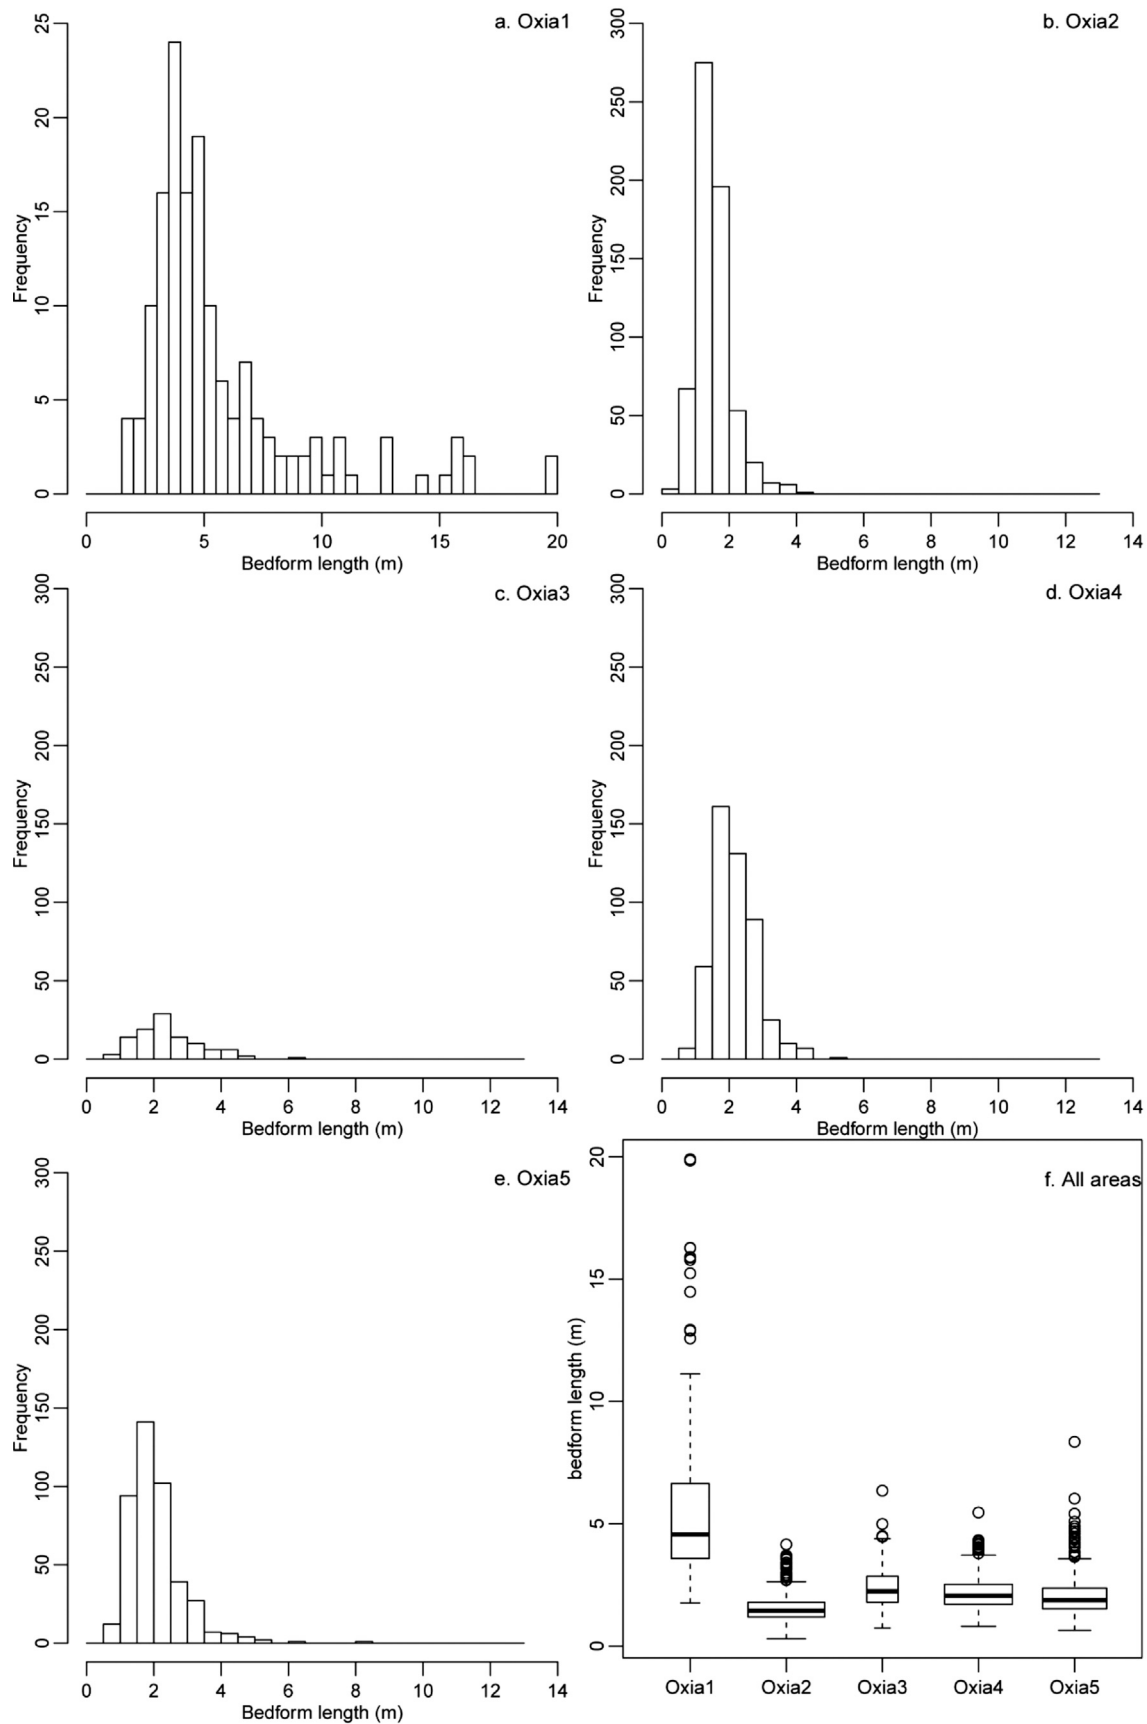 a. Oxia1
Frequency
0 5 10 15 20 25
0 5 10 15 20
Bedform length (m)
b. Oxia2
Frequency
0 50 100 150 200 250 300
0 2 4 6 8 10 12 14
Bedform length (m)
c. Oxia3
Frequency
0 50 100 150 200 250 300
0 2 4 6 8 10 12 14
Bedform length (m)
d. Oxia4
Frequency
0 50 100 150 200 250 300
0 2 4 6 8 10 12 14
Bedform length (m)
e. Oxia5
Frequency
0 50 100 150 200 250 300
0 2 4 6 8 10 12 14
Bedform length (m)
f. All areas
bedform length (m)
0 5 10 15 20
Oxia1 Oxia2 Oxia3 Oxia4 Oxia5